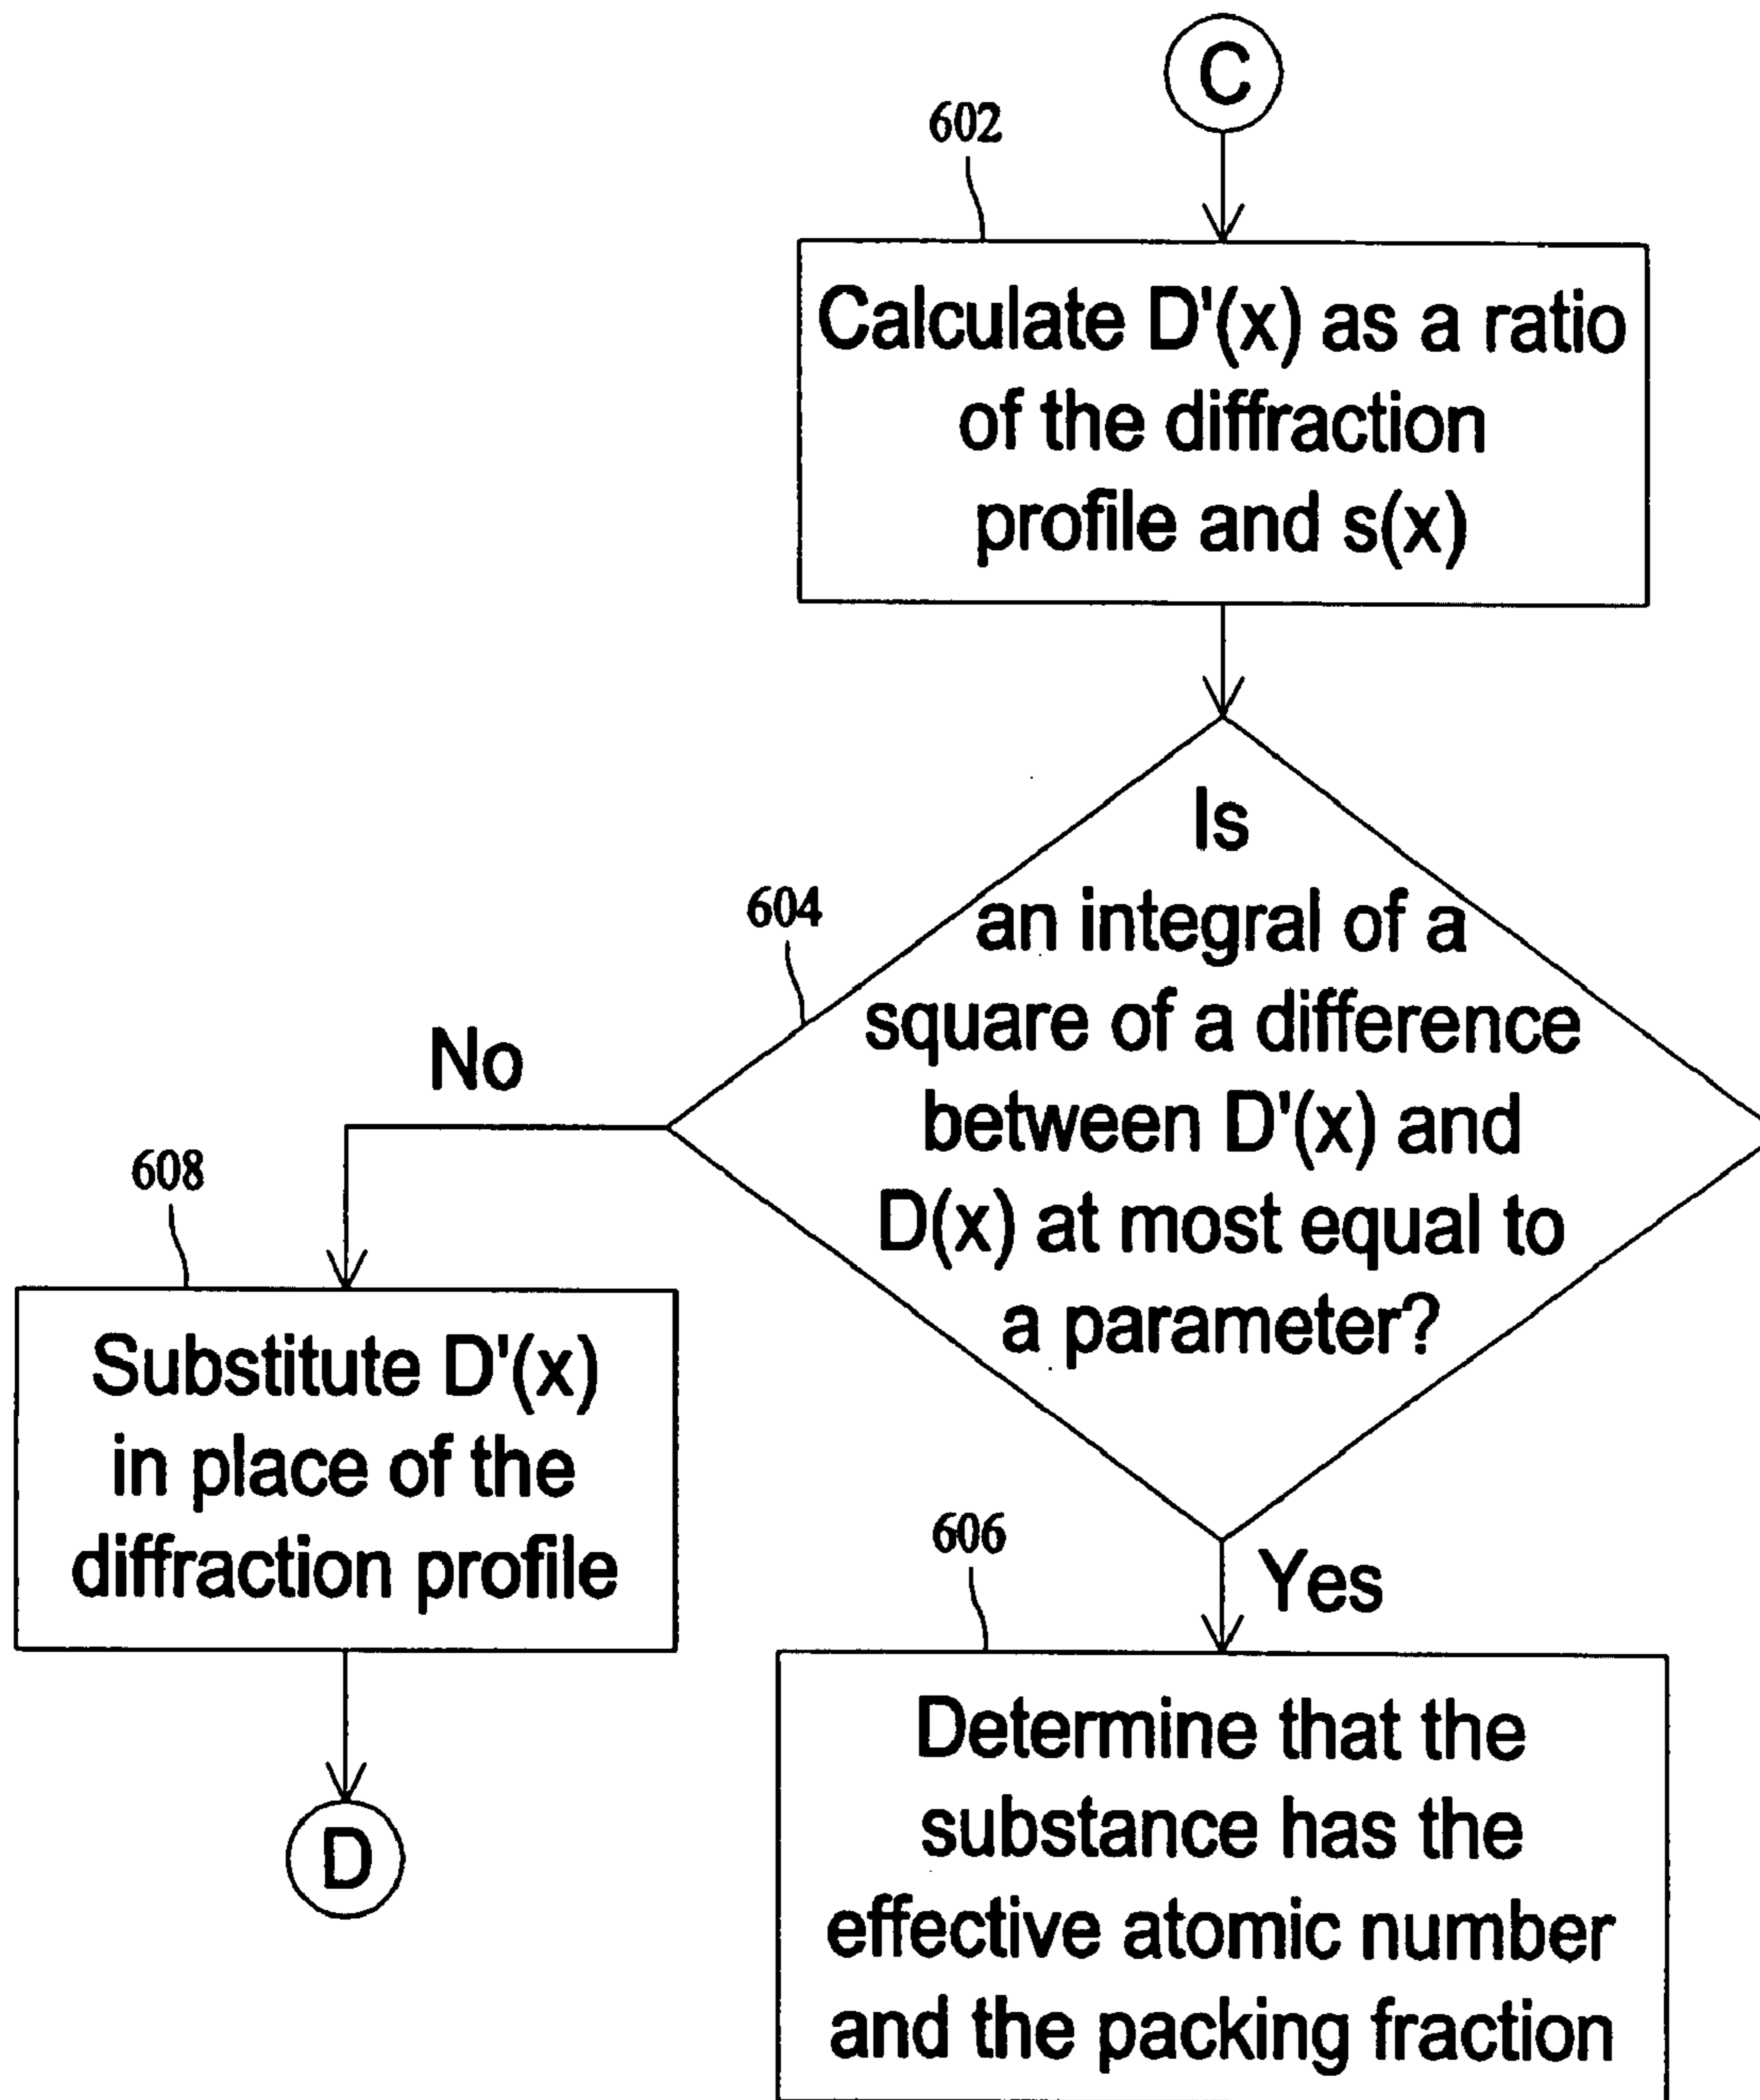 C
602
Calculate D'(x) as a ratio
of the diffraction
profile and s(x)
604
Is
an integral of a
square of a difference
between D'(x) and
D(x) at most equal to
a parameter?
No
608
Substitute D'(x)
in place of the
diffraction profile
D
606
Yes
Determine that the
substance has the
effective atomic number
and the packing fraction